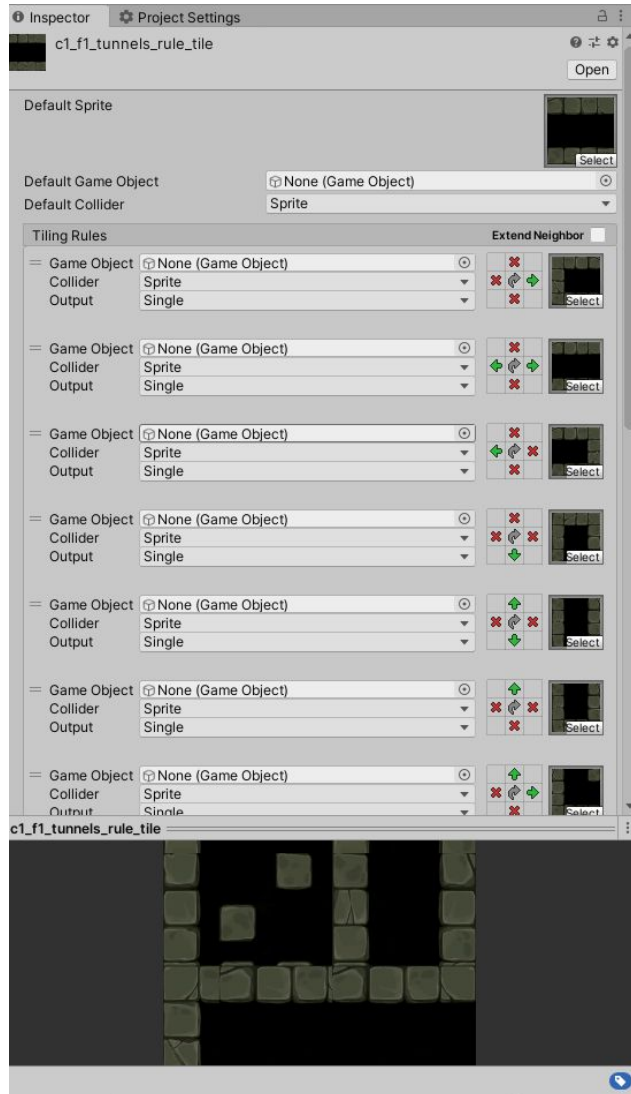 Inspector Project Settings
c1_f1_tunnels_rule_tile
Open
Default Sprite
Select
Default Game Object None (Game Object)
Default Collider Sprite
Tiling Rules Extend Neighbor
Game Object None (Game Object)
Collider Sprite
Output Single Select
Game Object None (Game Object)
Collider Sprite
Output Single Select
Game Object None (Game Object)
Collider Sprite
Output Single Select
Game Object None (Game Object)
Collider Sprite
Output Single Select
Game Object None (Game Object)
Collider Sprite
Output Single Select
Game Object None (Game Object)
Collider Sprite
Output Single Select
Game Object None (Game Object)
Collider Sprite
Output Single Select
c1_f1_tunnels_rule_tile